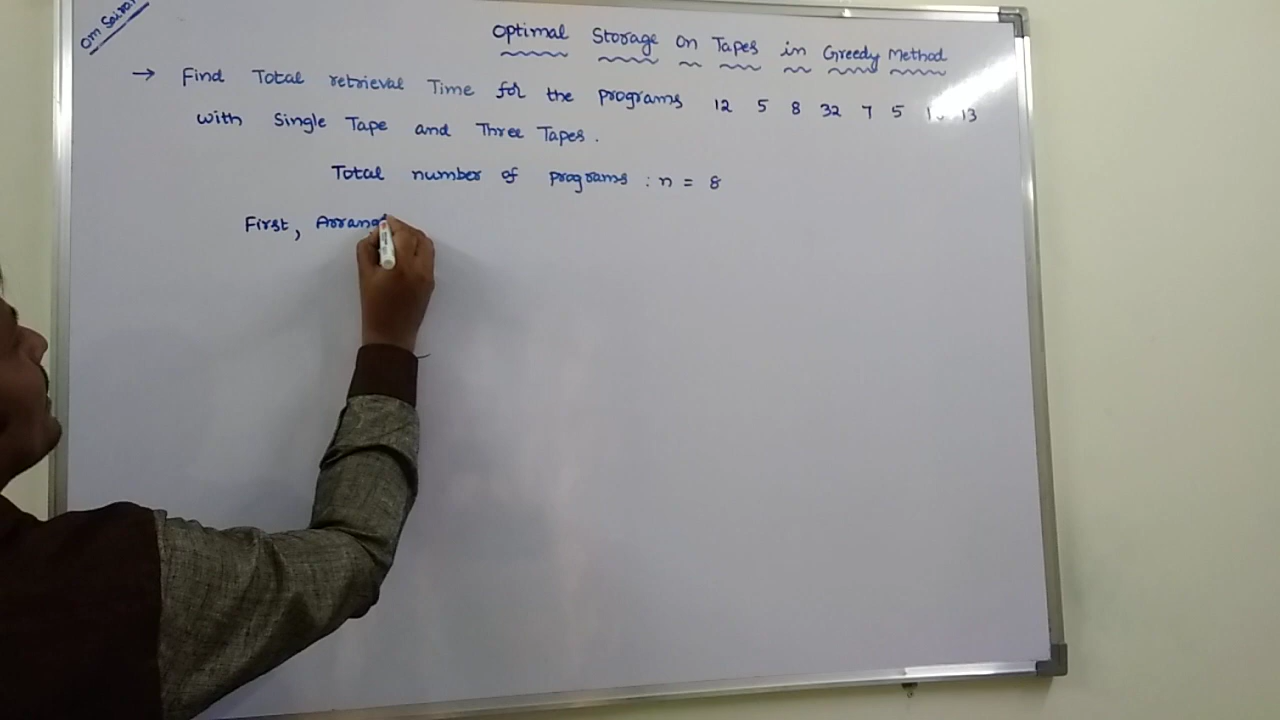 Om Sairam
Optimal Storage on Tapes in Greedy Method
→ Find Total retrieval Time for the programs 12 5 8 32 7 5 13
with Single Tape and Three Tapes.
Total number of programs : n = 8
First, Arrang